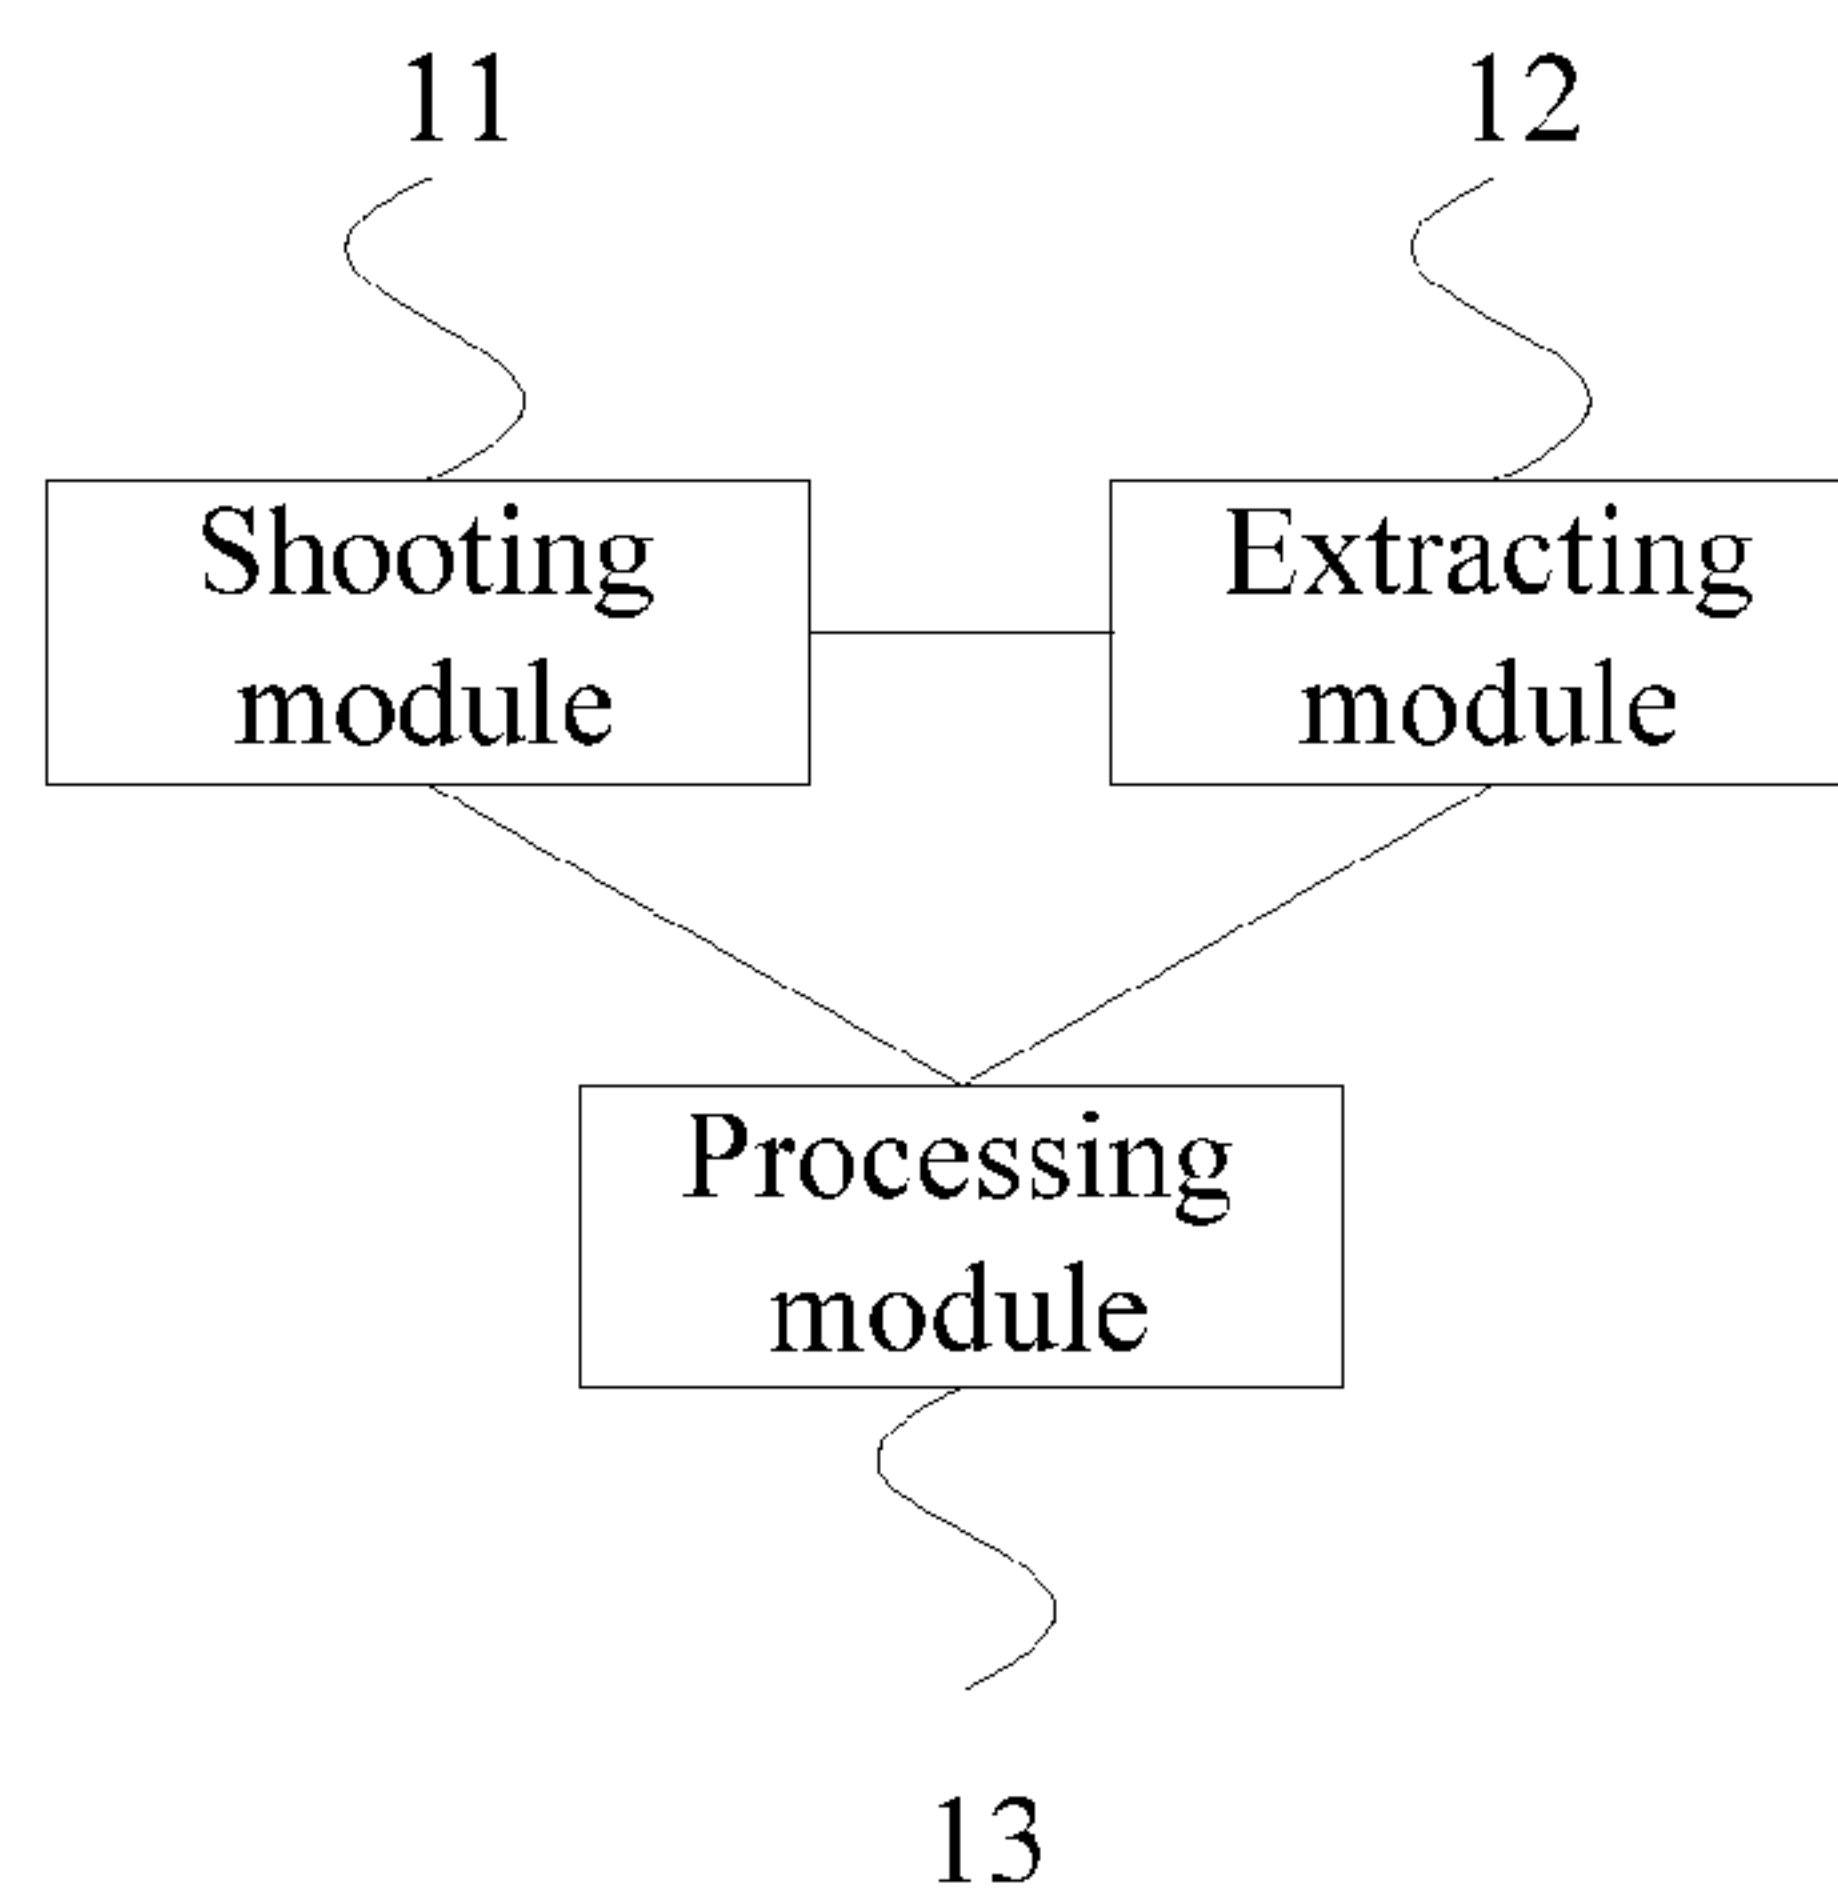 11
12
Shooting
module
Extracting
module
Processing
module
13